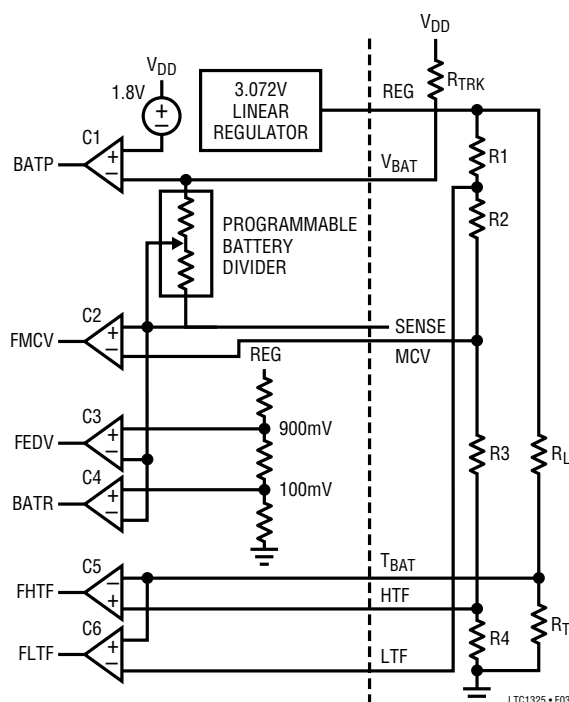 VDD
VDD
1.8V
+
−
3.072V
LINEAR
REGULATOR
REG
RTRK
C1
+
−
BATP
VBAT
R1
R2
PROGRAMMABLE
BATTERY
DIVIDER
C2
+
−
FMCV
SENSE
MCV
REG
C3
+
−
FEDV
900mV
R3
RL
C4
+
−
BATR
100mV
TBAT
C5
−
+
FHTF
HTF
RT
C6
+
−
FLTF
LTF
R4
LTC1325 • F03